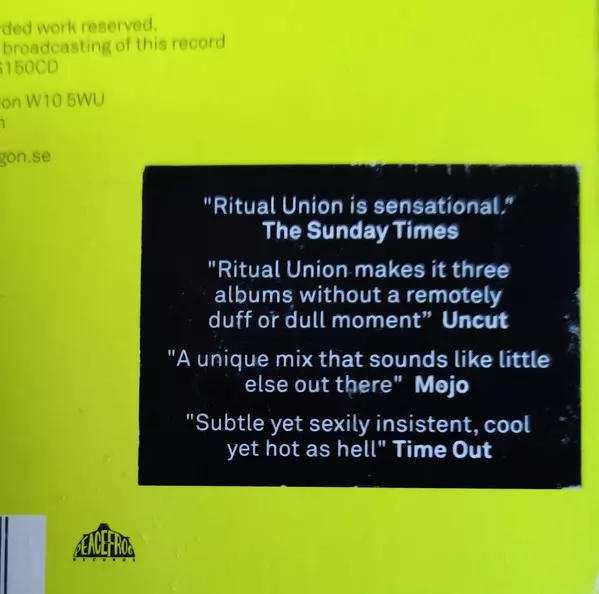 rded work reserved.
broadcasting of this record
150CD
on W10 5WU
gon.se
"Ritual Union is sensational."
The Sunday Times
"Ritual Union makes it three
albums without a remotely
duff or dull moment” Uncut
"A unique mix that sounds like little
else out there" Mojo
"Subtle yet sexily insistent, cool
yet hot as hell" Time Out
PEACEFROG
RECORDS